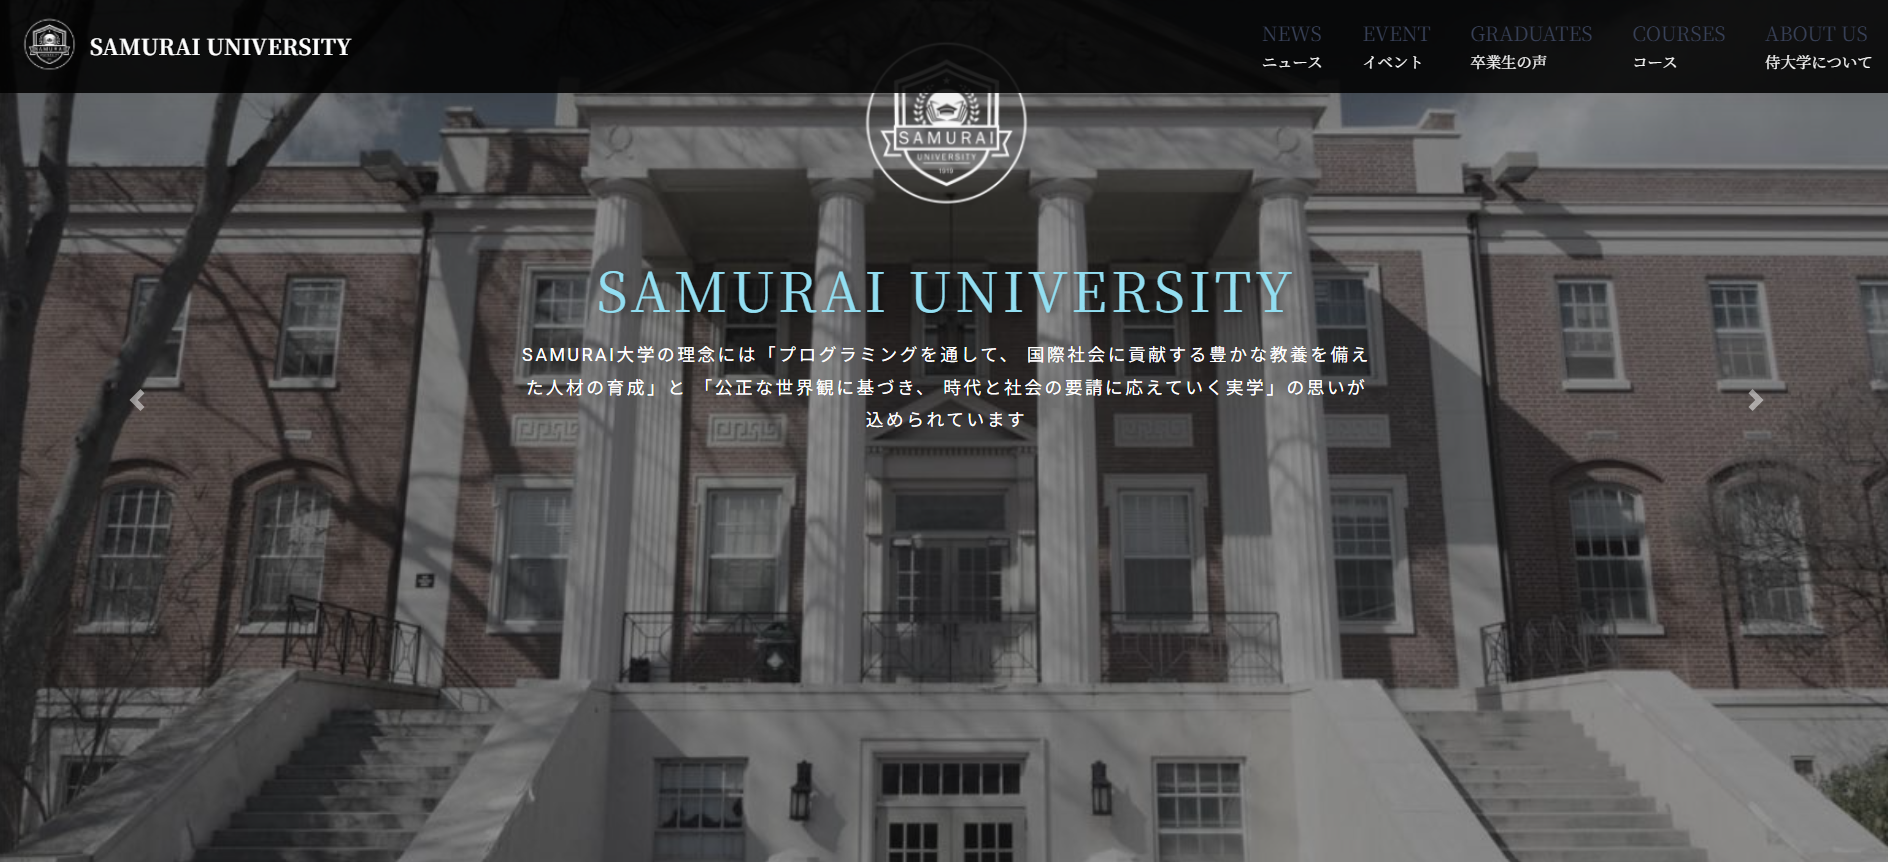 SAMURAI UNIVERSITY
NEWS
ニュース
EVENT
イベント
GRADUATES
卒業生の声
COURSES
コース
ABOUT US
侍大学について
SAMURAI
UNIVERSITY
1919
SAMURAI UNIVERSITY
SAMURAI大学の理念には「プログラミングを通して、 国際社会に貢献する豊かな教養を備え
た人材の育成」と 「公正な世界観に基づき、 時代と社会の要請に応えていく実学」の思いが
込められています